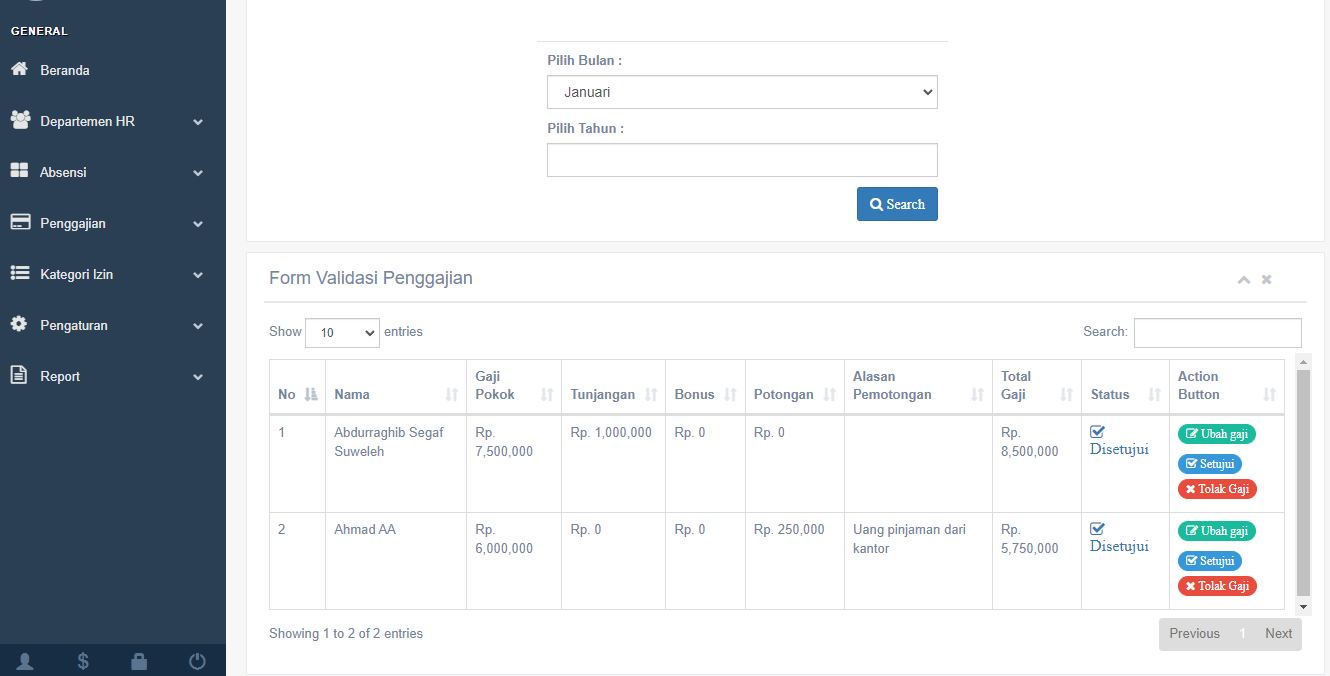 GENERAL
Beranda
Departemen HR
Absensi
Penggajian
Kategori Izin
Pengaturan
Report
Pilih Bulan :
Januari
Pilih Tahun :
Search
Form Validasi Penggajian
Show 10 entries
Search:
No
Nama
Gaji
Pokok
Tunjangan
Bonus
Potongan
Alasan
Pemotongan
Total
Gaji
Status
Action
Button
1
Abdurraghib Segaf
Suweleh
Rp.
7,500,000
Rp. 1,000,000
Rp. 0
Rp. 0
Rp.
8,500,000
Disetujui
Ubah gaji
Setujui
Tolak Gaji
2
Ahmad AA
Rp.
6,000,000
Rp. 0
Rp. 0
Rp. 250,000
Uang pinjaman dari
kantor
Rp.
5,750,000
Disetujui
Ubah gaji
Setujui
Tolak Gaji
Showing 1 to 2 of 2 entries
Previous 1 Next